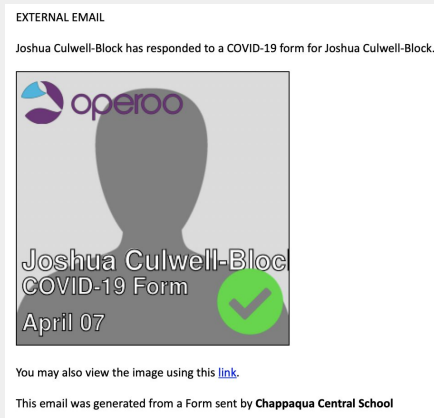 EXTERNAL EMAIL
Joshua Culwell-Block has responded to a COVID-19 form for Joshua Culwell-Block.
operoo
Joshua Culwell-Bloc
COVID-19 Form
April 07
You may also view the image using this link.
This email was generated from a Form sent by Chappaqua Central School